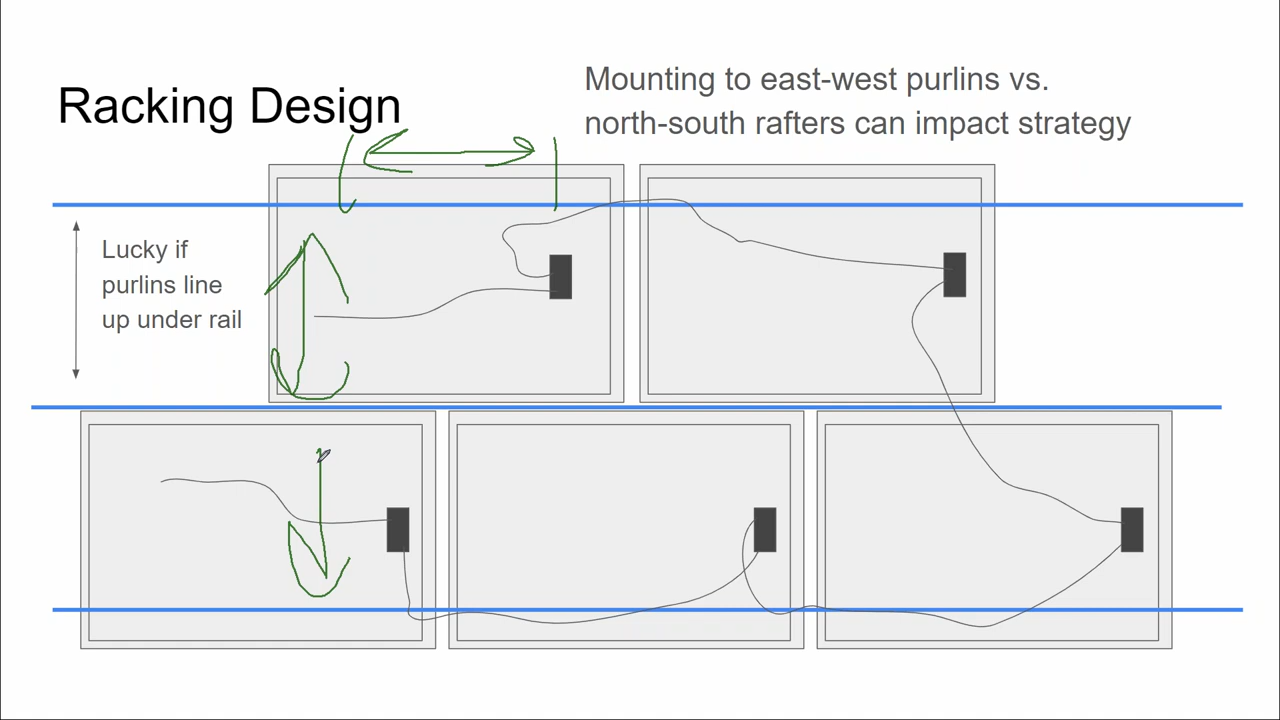 Racking Design
Mounting to east-west purlins vs.
north-south rafters can impact strategy
Lucky if
purlins line
up under rail